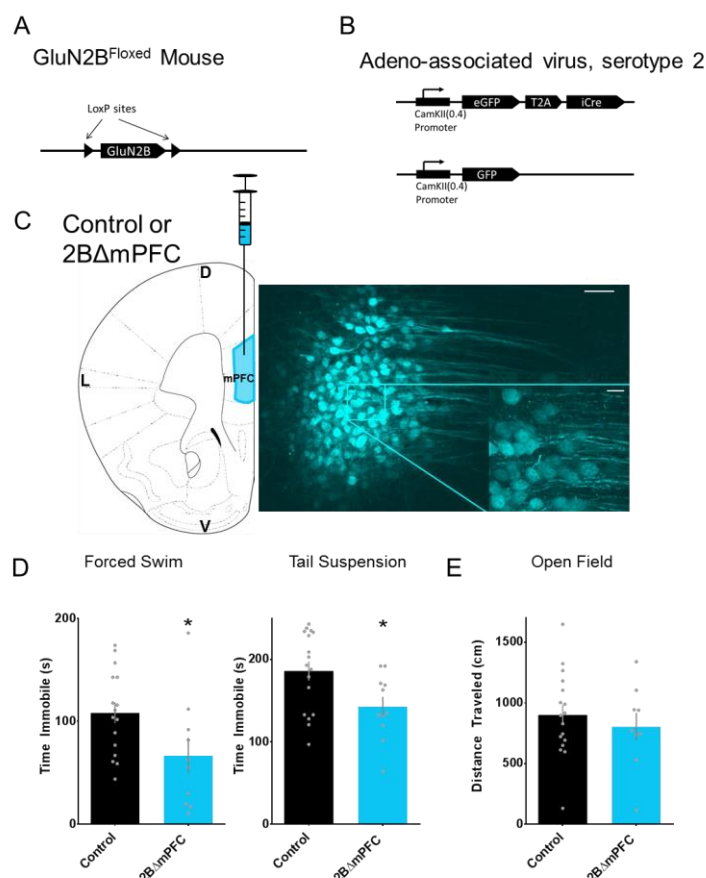 A
GluN2BFloxed Mouse
LoxP sites
GluN2B
B
Adeno-associated virus, serotype 2
eGFP
T2A
iCre
CamKII(0.4)
Promoter
GFP
CamKII(0.4)
Promoter
C
Control or
2BΔmPFC
D
L
mPFC
V
D
Forced Swim
Tail Suspension
E
Open Field
Time Immobile (s)
200
100
0
*
Control
2BΔmPFC
Time Immobile (s)
200
100
0
*
Control
2BΔmPFC
Distance Traveled (cm)
1500
1000
500
0
Control
2BΔmPFC